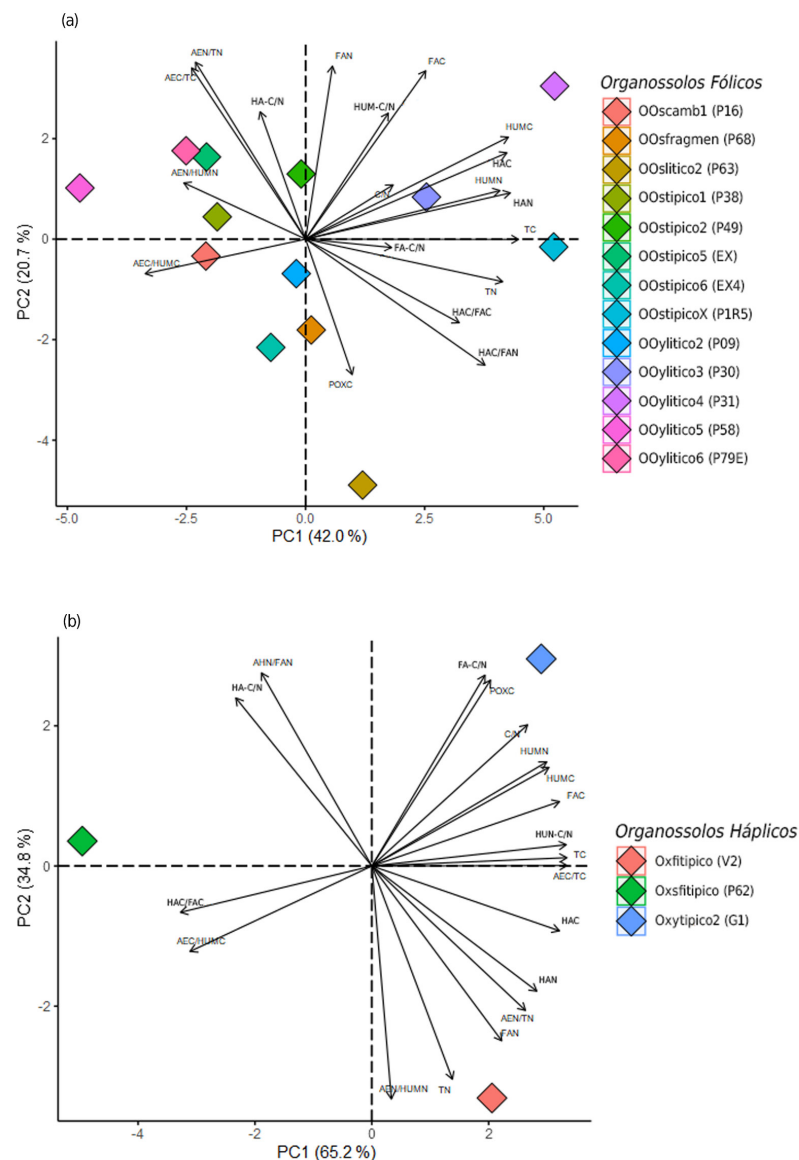 (a)
AEN/TN
AEC/TC
FAN
FAC
HA-C/N
HUM-C/N
HUMC
HAC
AEN/HUMN
C/N
HUMN
HAN
TC
FA-C/N
AEC/HUMC
TN
HAC/FAC
HAC/FAN
POXC
2
0
-2
-4
PC2 (20.7 %)
-5.0
-2.5
0.0
2.5
5.0
PC1 (42.0 %)
Organossolos Fólicos
OOscamb1 (P16)
OOsfragmen (P68)
OOslitico2 (P63)
OOstipico1 (P38)
OOstipico2 (P49)
OOstipico5 (EX)
OOstipico6 (EX4)
OOstipicoX (P1R5)
OOylitico2 (P09)
OOylitico3 (P30)
OOylitico4 (P31)
OOylitico5 (P58)
OOylitico6 (P79E)
(b)
AHN/FAN
HA-C/N
FA-C/N
POXC
C/N
HUMN
HUMC
FAC
HUN-C/N
TC
AEC/TC
HAC/FAC
AEC/HUMC
HAC
HAN
AEN/TN
FAN
AEN/HUMN
TN
2
0
-2
PC2 (34.8 %)
-4
-2
0
2
PC1 (65.2 %)
Organossolos Háplicos
Oxfitipico (V2)
Oxsfitipico (P62)
Oxytipico2 (G1)